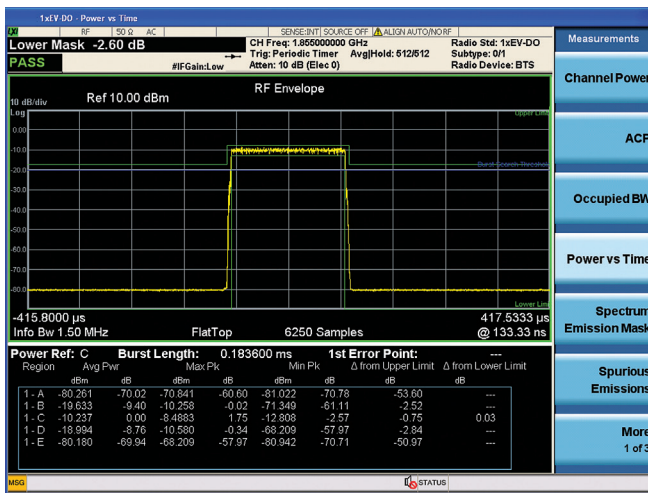 1xEV-DO - Power vs Time
LXI RF 50 Ω AC SENSE:INT SOURCE OFF ALIGN AUTO/NO RF
Lower Mask -2.60 dB CH Freq: 1.855000000 GHz Radio Std: 1xEV-DO
Trig: Periodic Timer Avg|Hold: 512/512 Subtype: 0/1
PASS #IFGain:Low Atten: 10 dB (Elec 0) Radio Device: BTS
Measurements
Channel Power
ACP
Occupied BW
Power vs Time
Spectrum
Emission Mask
Spurious
Emissions
More
1 of 3
RF Envelope
10 dB/div Ref 10.00 dBm
Log Upper Limi
0.00
-10.0
Burst Search Threshold
-20.0
-30.0
-40.0
-50.0
-60.0
-70.0
-80.0
Lower Limi
-415.8000 µs 417.5333 µs
Info Bw 1.50 MHz FlatTop 6250 Samples @ 133.33 ns
Power Ref: C Burst Length: 0.183600 ms 1st Error Point: ---
Region Avg Pwr Max Pk Min Pk Δ from Upper Limit Δ from Lower Limit
dBm dB dBm dB dBm dB dB dB
1 - A -80.261 -70.02 -70.841 -60.60 -81.022 -70.78 -53.60 ---
1 - B -19.633 -9.40 -10.258 -0.02 -71.349 -61.11 -2.52 ---
1 - C -10.237 0.00 -8.4883 1.75 -12.808 -2.57 -0.75 0.03
1 - D -18.994 -8.76 -10.580 -0.34 -68.209 -57.97 -2.84 ---
1 - E -80.180 -69.94 -68.209 -57.97 -80.942 -70.71 -50.97 ---
MSG STATUS